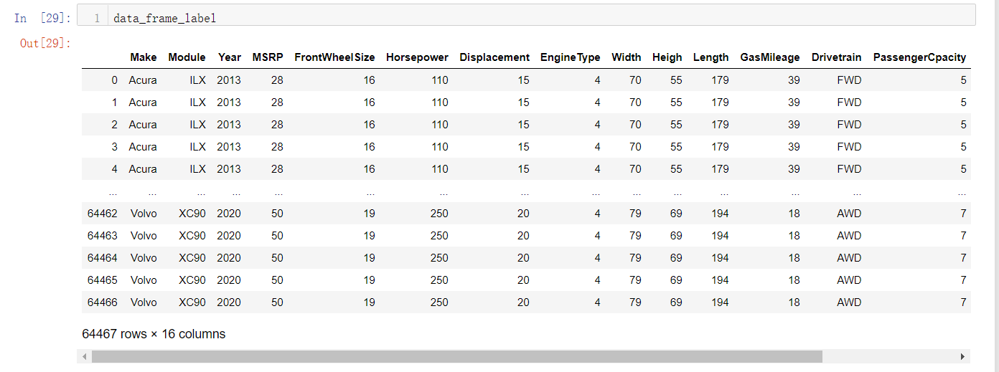 In [29]: 1 data_frame_label
Out[29]:
Make Module Year MSRP FrontWheelSize Horsepower Displacement EngineType Width Heigh Length GasMileage Drivetrain PassengerCpacity
0 Acura ILX 2013 28 16 110 15 4 70 55 179 39 FWD 5
1 Acura ILX 2013 28 16 110 15 4 70 55 179 39 FWD 5
2 Acura ILX 2013 28 16 110 15 4 70 55 179 39 FWD 5
3 Acura ILX 2013 28 16 110 15 4 70 55 179 39 FWD 5
4 Acura ILX 2013 28 16 110 15 4 70 55 179 39 FWD 5
... ... ... ... ... ... ... ... ... ... ... ... ... ... ...
64462 Volvo XC90 2020 50 19 250 20 4 79 69 194 18 AWD 7
64463 Volvo XC90 2020 50 19 250 20 4 79 69 194 18 AWD 7
64464 Volvo XC90 2020 50 19 250 20 4 79 69 194 18 AWD 7
64465 Volvo XC90 2020 50 19 250 20 4 79 69 194 18 AWD 7
64466 Volvo XC90 2020 50 19 250 20 4 79 69 194 18 AWD 7
64467 rows × 16 columns